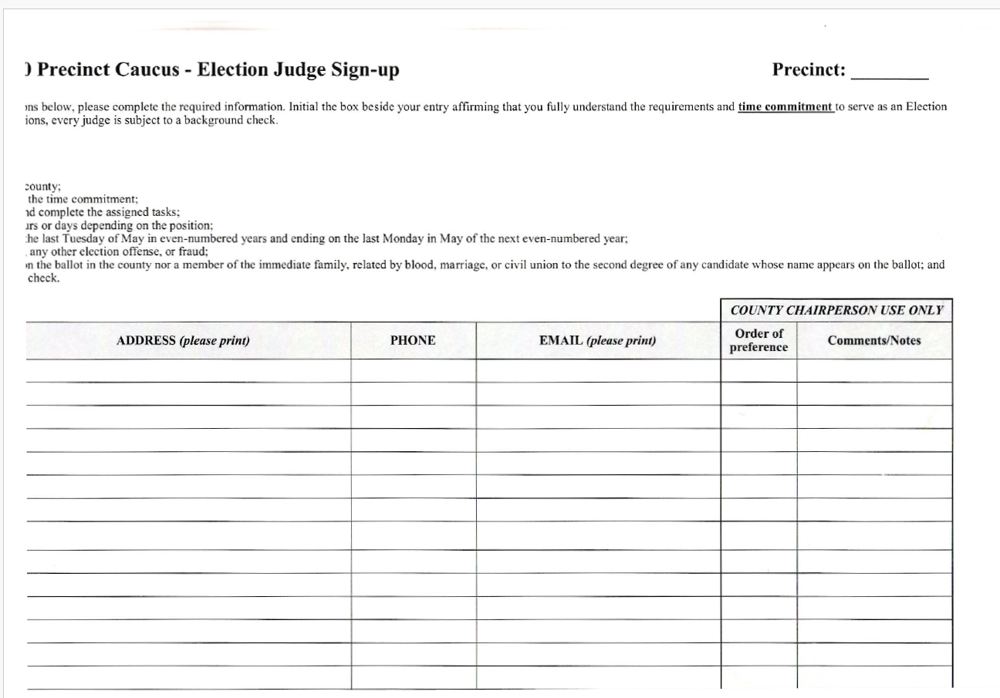 ) Precinct Caucus - Election Judge Sign-up
Precinct: ________
ns below, please complete the required information. Initial the box beside your entry affirming that you fully understand the requirements and time commitment to serve as an Election
ions, every judge is subject to a background check.
county;
the time commitment;
nd complete the assigned tasks;
urs or days depending on the position;
the last Tuesday of May in even-numbered years and ending on the last Monday in May of the next even-numbered year;
any other election offense, or fraud;
on the ballot in the county nor a member of the immediate family, related by blood, marriage, or civil union to the second degree of any candidate whose name appears on the ballot; and
check.
COUNTY CHAIRPERSON USE ONLY
ADDRESS (please print)
PHONE
EMAIL (please print)
Order of
preference
Comments/Notes